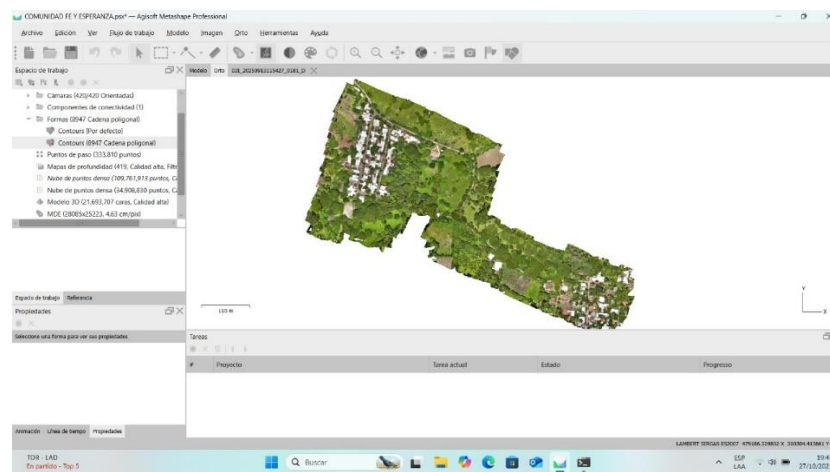 COMUNIDAD FE Y ESPERANZA.psx* — Agisoft Metashape Professional
Archivo Edición Ver Flujo de trabajo Modelo Imagen Orto Herramientas Ayuda
Espacio de trabajo
Modelo Orto
Cámaras (420/420 Orientadas)
Componentes de conectividad (1)
Formas (8947 Cadena poligonal)
Contours (Por defecto)
Contours (8947 Cadena poligonal)
Puntos de paso (333,810 puntos)
Mapas de profundidad (419, Calidad alta, Filtr
Nube de puntos densa (109,761,913 puntos, C
Nube de puntos densa (34,908,830 puntos, C
Modelo 3D (21,693,707 caras, Calidad alta)
MDE (28085x25223, 4.63 cm/pix)
Espacio de trabajo Referencia
Propiedades
110 m
Y
X
Seleccione una forma para ver sus propiedades
Tareas
# Proyecto Tarea actual Estado Progreso
Animación Línea de tiempo Propiedades
TOR - LAD
En partido - Top 5
Buscar
ESP
LAA
19:4
27/10/20